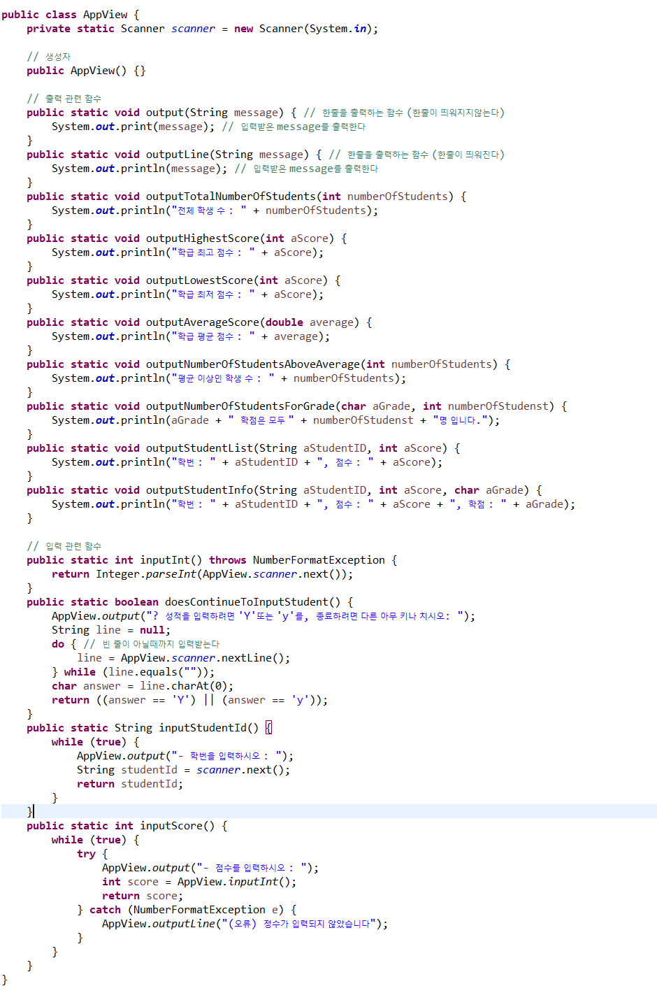 public class AppView {
    private static Scanner scanner = new Scanner(System.in);

    // 생성자
    public AppView() {}

    // 출력 관련 함수
    public static void output(String message) { // 한줄을 출력하는 함수 (한줄이 띄워지지않는다)
        System.out.print(message); // 입력받은 message를 출력한다
    }
    public static void outputLine(String message) { // 한줄을 출력하는 함수 (한줄이 띄워진다)
        System.out.println(message); // 입력받은 message를 출력한다
    }
    public static void outputTotalNumberOfStudents(int numberOfStudents) {
        System.out.println("전체 학생 수 : " + numberOfStudents);
    }
    public static void outputHighestScore(int aScore) {
        System.out.println("학급 최고 점수 : " + aScore);
    }
    public static void outputLowestScore(int aScore) {
        System.out.println("학급 최저 점수 : " + aScore);
    }
    public static void outputAverageScore(double average) {
        System.out.println("학급 평균 점수 : " + average);
    }
    public static void outputNumberOfStudentsAboveAverage(int numberOfStudents) {
        System.out.println("평균 이상인 학생 수 : " + numberOfStudents);
    }
    public static void outputNumberOfStudentsForGrade(char aGrade, int numberOfStudenst) {
        System.out.println(aGrade + " 학점은 모두 " + numberOfStudenst + "명 입니다.");
    }
    public static void outputStudentList(String aStudentID, int aScore) {
        System.out.println("학번 : " + aStudentID + ", 점수 : " + aScore);
    }
    public static void outputStudentInfo(String aStudentID, int aScore, char aGrade) {
        System.out.println("학번 : " + aStudentID + ", 점수 : " + aScore + ", 학점 : " + aGrade);
    }

    // 입력 관련 함수
    public static int inputInt() throws NumberFormatException {
        return Integer.parseInt(AppView.scanner.next());
    }
    public static boolean doesContinueToInputStudent() {
        AppView.output("? 성적을 입력하려면 'Y'또는 'y'를, 종료하려면 다른 아무 키나 치시오: ");
        String line = null;
        do { // 빈 줄이 아닐때까지 입력받는다
            line = AppView.scanner.nextLine();
        } while (line.equals(""));
        char answer = line.charAt(0);
        return ((answer == 'Y') || (answer == 'y'));
    }
    public static String inputStudentId() {
        while (true) {
            AppView.output("- 학번을 입력하시오 : ");
            String studentId = scanner.next();
            return studentId;
        }
    }
    public static int inputScore() {
        while (true) {
            try {
                AppView.output("- 점수를 입력하시오 : ");
                int score = AppView.inputInt();
                return score;
            } catch (NumberFormatException e) {
                AppView.outputLine("(오류) 정수가 입력되지 않았습니다");
            }
        }
    }
}